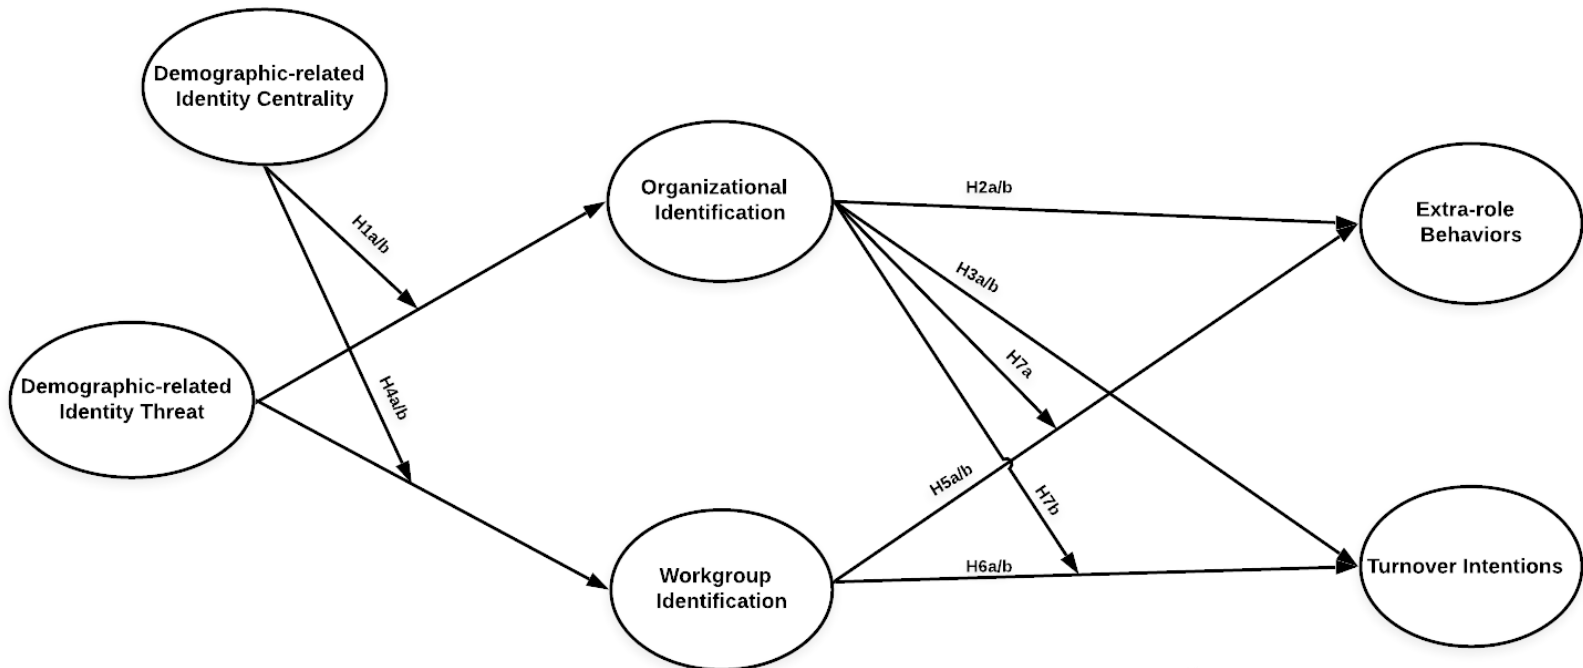 Demographic-related
Identity Centrality
H1a/b
H4a/b
Demographic-related
Identity Threat
Organizational
Identification
Workgroup
Identification
H2a/b
H3a/b
H7a
H7b
H5a/b
H6a/b
Extra-role
Behaviors
Turnover Intentions